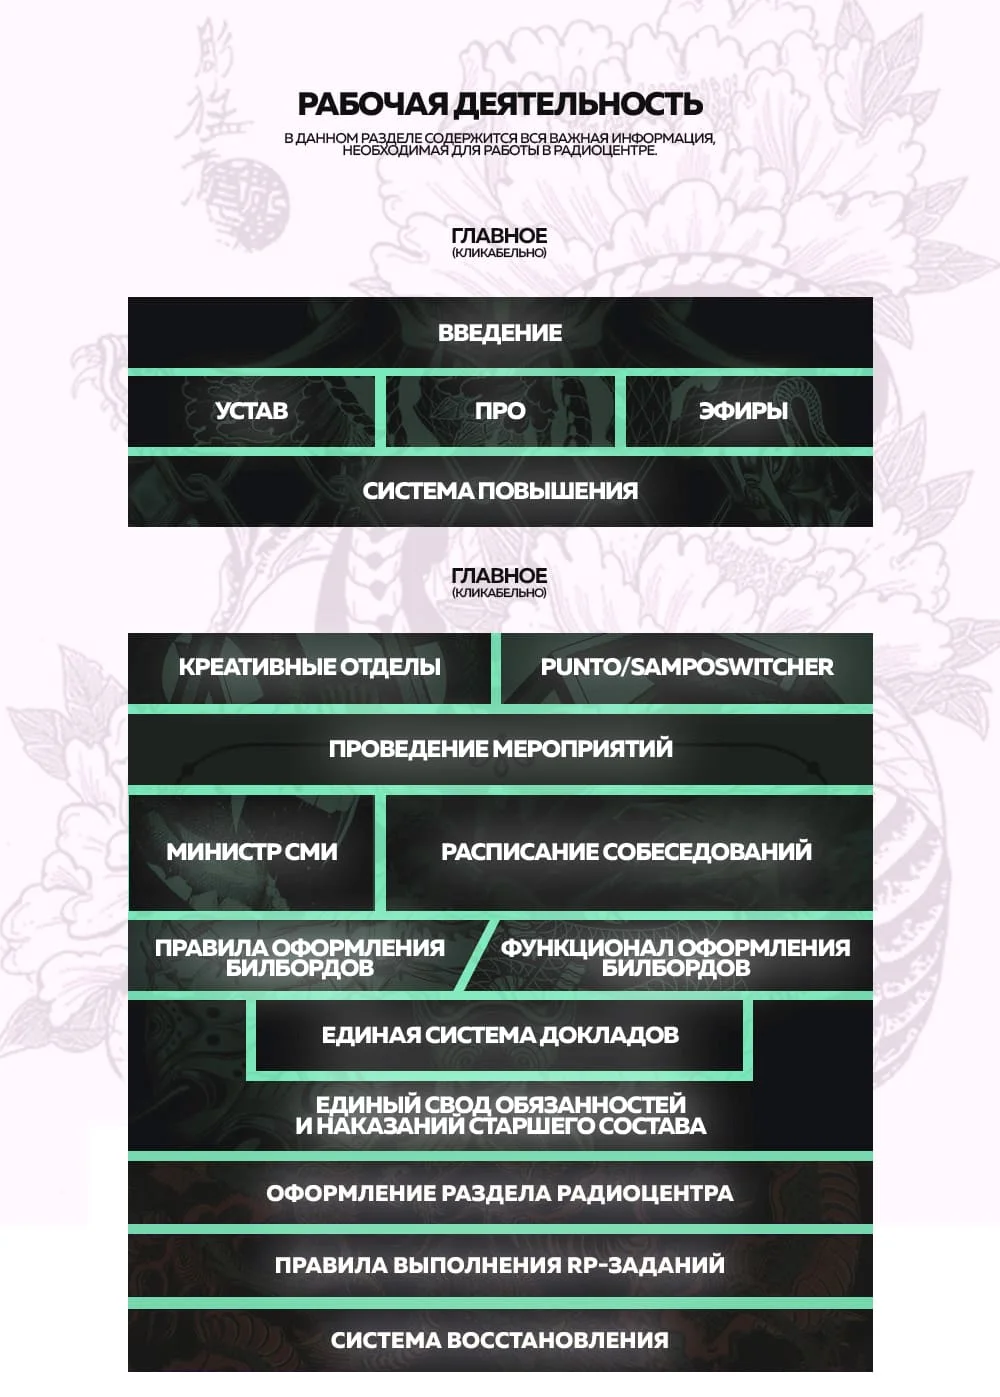 РАБОЧАЯ ДЕЯТЕЛЬНОСТЬ
В ДАННОМ РАЗДЕЛЕ СОДЕРЖИТСЯ ВСЯ ВАЖНАЯ ИНФОРМАЦИЯ,
НЕОБХОДИМАЯ ДЛЯ РАБОТЫ В РАДИОЦЕНТРЕ.
ГЛАВНОЕ
(КЛИКАБЕЛЬНО)
ВВЕДЕНИЕ
УСТАВ
ПРО
ЭФИРЫ
СИСТЕМА ПОВЫШЕНИЯ
ГЛАВНОЕ
(КЛИКАБЕЛЬНО)
КРЕАТИВНЫЕ ОТДЕЛЫ
PUNTO/SAMPOSWITCHER
ПРОВЕДЕНИЕ МЕРОПРИЯТИЙ
МИНИСТР СМИ
РАСПИСАНИЕ СОБЕСЕДОВАНИЙ
ПРАВИЛА ОФОРМЛЕНИЯ
БИЛБОРДОВ
ФУНКЦИОНАЛ ОФОРМЛЕНИЯ
БИЛБОРДОВ
ЕДИНАЯ СИСТЕМА ДОКЛАДОВ
ЕДИНЫЙ СВОД ОБЯЗАННОСТЕЙ
И НАКАЗАНИЙ СТАРШЕГО СОСТАВА
ОФОРМЛЕНИЕ РАЗДЕЛА РАДИОЦЕНТРА
ПРАВИЛА ВЫПОЛНЕНИЯ RP-ЗАДАНИЙ
СИСТЕМА ВОССТАНОВЛЕНИЯ